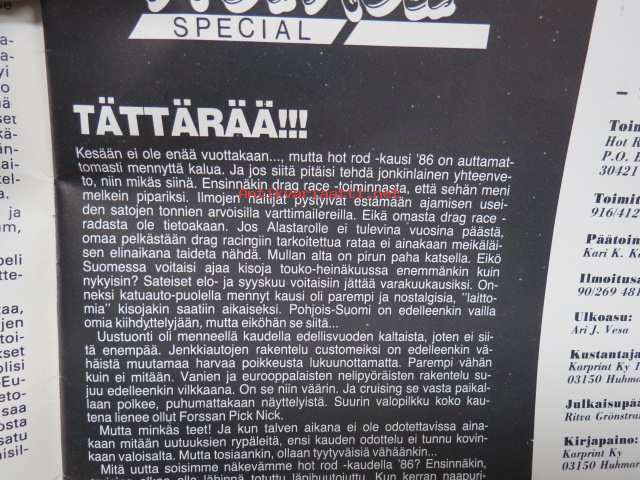 SPECIAL
TÄTTÄRÄÄ!!!
Kesään ei ole enää vuottakaan..., mutta hot rod -kausi '86 on auttamat-
tomasti mennyttä kalua. Ja jos siitä pitäisi tehdä jonkinlainen yhteenve-
to, niin mikäs siinä. Ensinnäkin drag race -toiminnasta, että sehän meni
melkein pipariksi. Ilmojen haltijat pystyivät estämään ajamisen usei-
den satojen tonnien arvoisilla varttimailereilla. Eikä omasta drag race -
radasta ole tietoakaan. Jos Alastarolle ei tulevina vuosina päästä,
omaa pelkästään drag racingiin tarkoitettua rataa ei ainakaan meikäläi-
sen elinaikana taideta nähdä. Mullan alta on pirun paha katsella. Eikö
Suomessa voitaisi ajaa kisoja touko-heinäkuussa enemmänkin kuin
nykyisin? Sateiset elo- ja syyskuu voitaisiin jättää varakuukausiksi. On-
neksi katuauto-puolella mennyt kausi oli parempi ja nostalgisia, "laitto-
mia" kisojakin saatiin aikaiseksi. Pohjois-Suomi on edelleenkin vailla
omia kiihdyttelyjään, mutta eiköhän se siitä...
Uustuonti oli menneellä kaudella edellisvuoden kaltaista, joten ei sii-
tä enempää. Jenkkiautojen rakentelu customeiksi on edelleenkin vä-
häistä muutamaa harvaa poikkeusta lukuunottamatta. Parempi vähän
kuin ei mitään. Vanien ja eurooppalaisten nelipyöräisten rakentelu su-
juu edelleenkin vilkkaana. On se niin väärin. Ja cruising se vasta paikal-
laan polkee, puhumattakaan näyttelyistä. Suurin valopilkku koko kau-
tena lienee ollut Forssan Pick Nick.
Mutta minkäs teet! Ja kun talven aikana ei ole odotettavissa aina-
kaan mitään uutuuksien rypäleitä, ensi kauden odottelu ei tunnu kovin-
kaan valoisalta. Mutta tosiaankin, ollaan tyytyväisiä vähäänkin...
Mitä uutta soisimme näkevämme hot rod -kaudella '86? Ensinnäkin,
Toim
Hot R
P.O. B
30421
Toimit
916/412
Päätoim
Kari K. K
Ilmoitusa
90/269 481
Ulkoasu:
Ari J. Vesa
Kustantaj
Karprint Ky
03150 Huhm
Julkaisupä
Ritva Grönstra
Kirjapaino:
Karprint Ky
03150 Huhmar